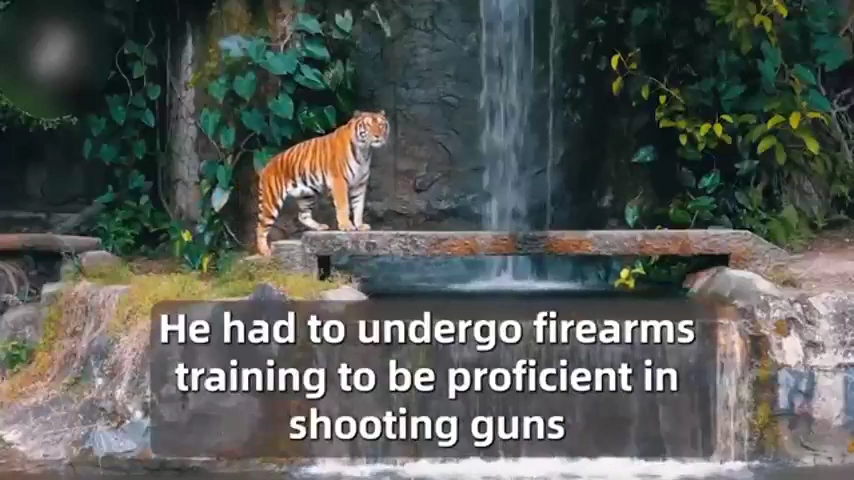 He had to undergo firearms
training to be proficient in
shooting guns